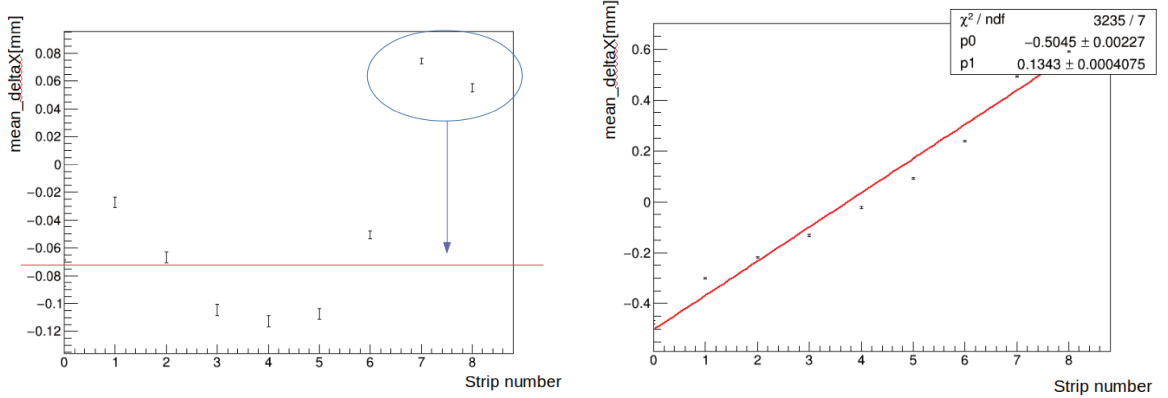 mean_deltaX[mm]
0.08
0.06
0.04
0.02
0
−0.02
−0.04
−0.06
−0.08
−0.1
−0.12
0 1 2 3 4 5 6 7 8
Strip number
mean_deltaX[mm]
χ² / ndf 3235 / 7
p0 −0.5045 ± 0.00227
p1 0.1343 ± 0.0004075
0.6
0.4
0.2
0
−0.2
−0.4
0 1 2 3 4 5 6 7 8
Strip number